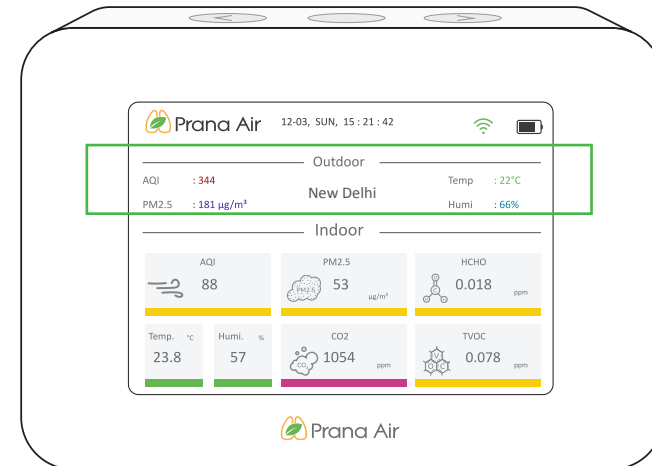 Prana Air 12-03, SUN, 15 : 21 : 42
Outdoor
AQI : 344
New Delhi
Temp : 22°C
PM2.5 : 181 µg/m³
Humi : 66%
Indoor
AQI
88
PM2.5
PM2.5
53 µg/m³
HCHO
C
O
H
H
0.018 ppm
Temp. °C
23.8
Humi. %
57
CO2
CO2
1054 ppm
TVOC
V
O C
0.078 ppm
Prana Air